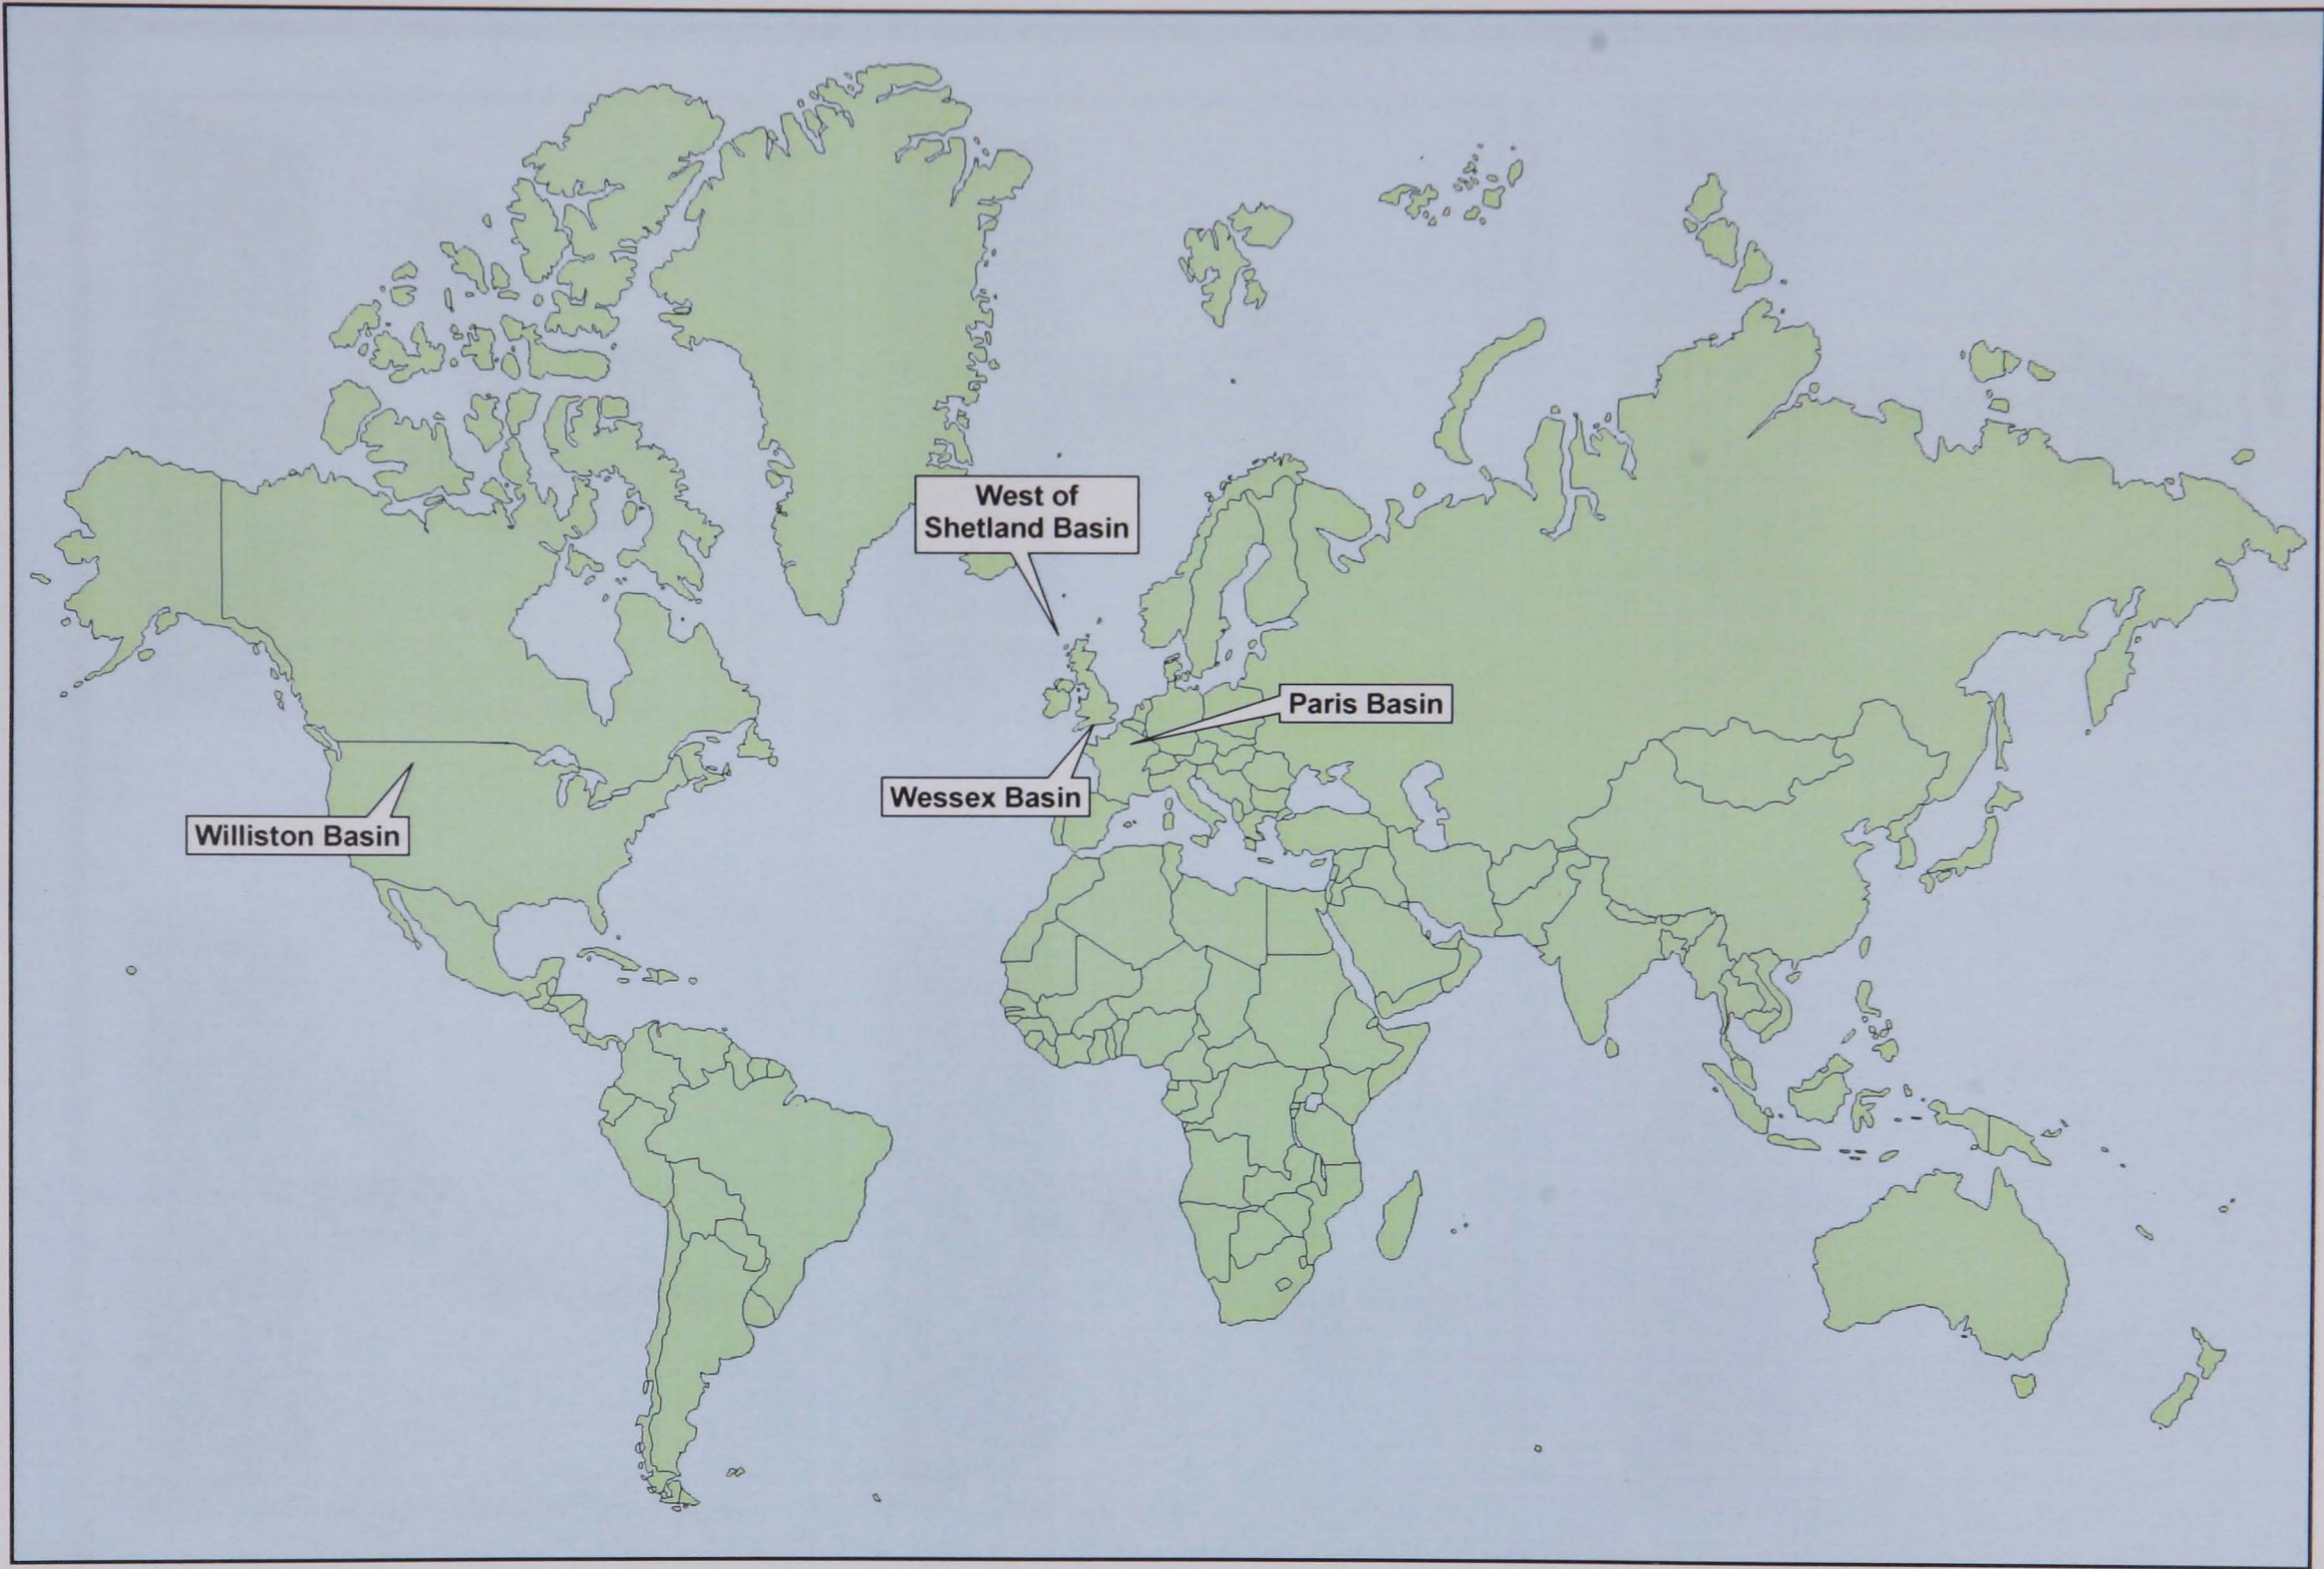 West of
Shetland Basin
Paris Basin
Wessex Basin
Williston Basin